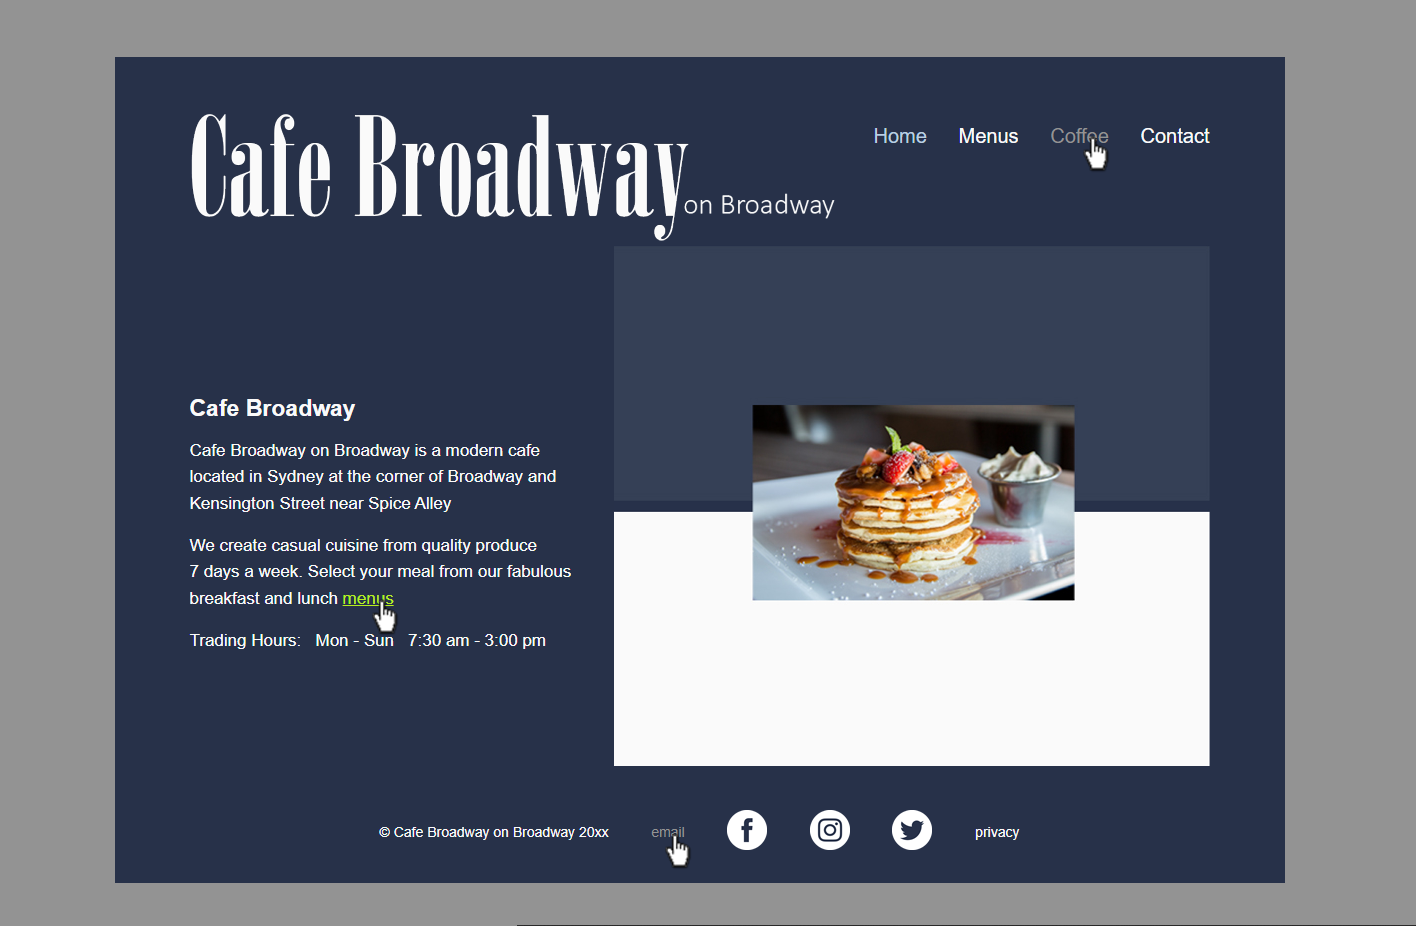 Cafe Broadway on Broadway
Home Menus Coffee Contact
Cafe Broadway
Cafe Broadway on Broadway is a modern cafe
located in Sydney at the corner of Broadway and
Kensington Street near Spice Alley
We create casual cuisine from quality produce
7 days a week. Select your meal from our fabulous
breakfast and lunch menus
Trading Hours: Mon - Sun 7:30 am - 3:00 pm
© Cafe Broadway on Broadway 20xx email f privacy